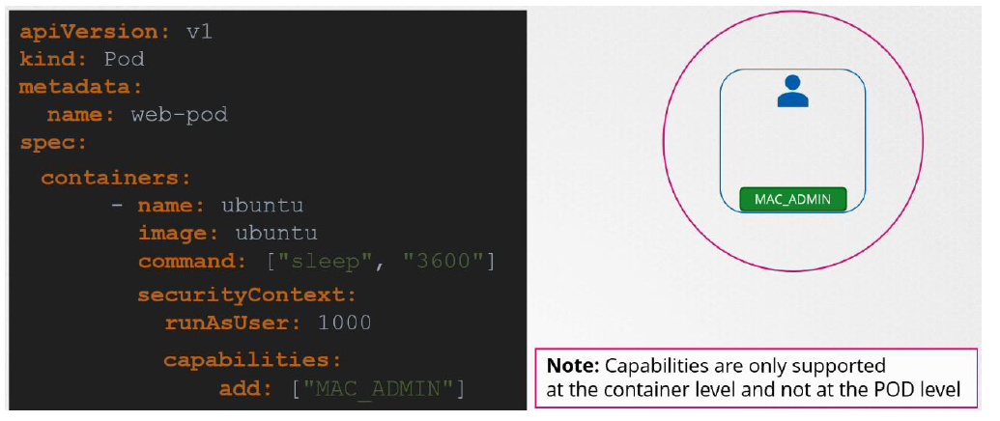 apiVersion: v1
kind: Pod
metadata:
name: web-pod
spec:
containers:
- name: ubuntu
image: ubuntu
command: ["sleep", "3600"]
securityContext:
runAsUser: 1000
capabilities:
add: ["MAC_ADMIN"]
MAC_ADMIN
Note: Capabilities are only supported
at the container level and not at the POD level